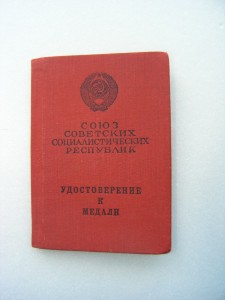 СОЮЗ
СОВЕТСКИХ
СОЦИАЛИСТИЧЕСКИХ
РЕСПУБЛИК
УДОСТОВЕРЕНИЕ
К
МЕДАЛИ